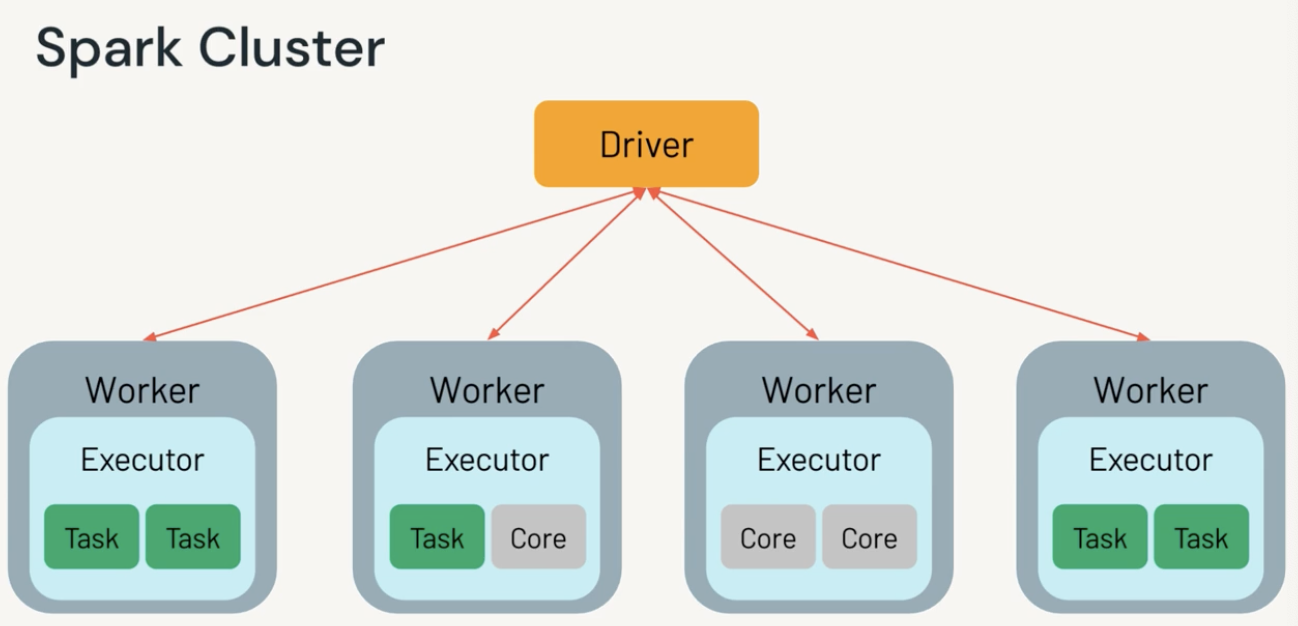 Spark Cluster
Driver
Worker Worker Worker Worker
Executor Executor Executor Executor
Task Task Task Core Core Core Task Task